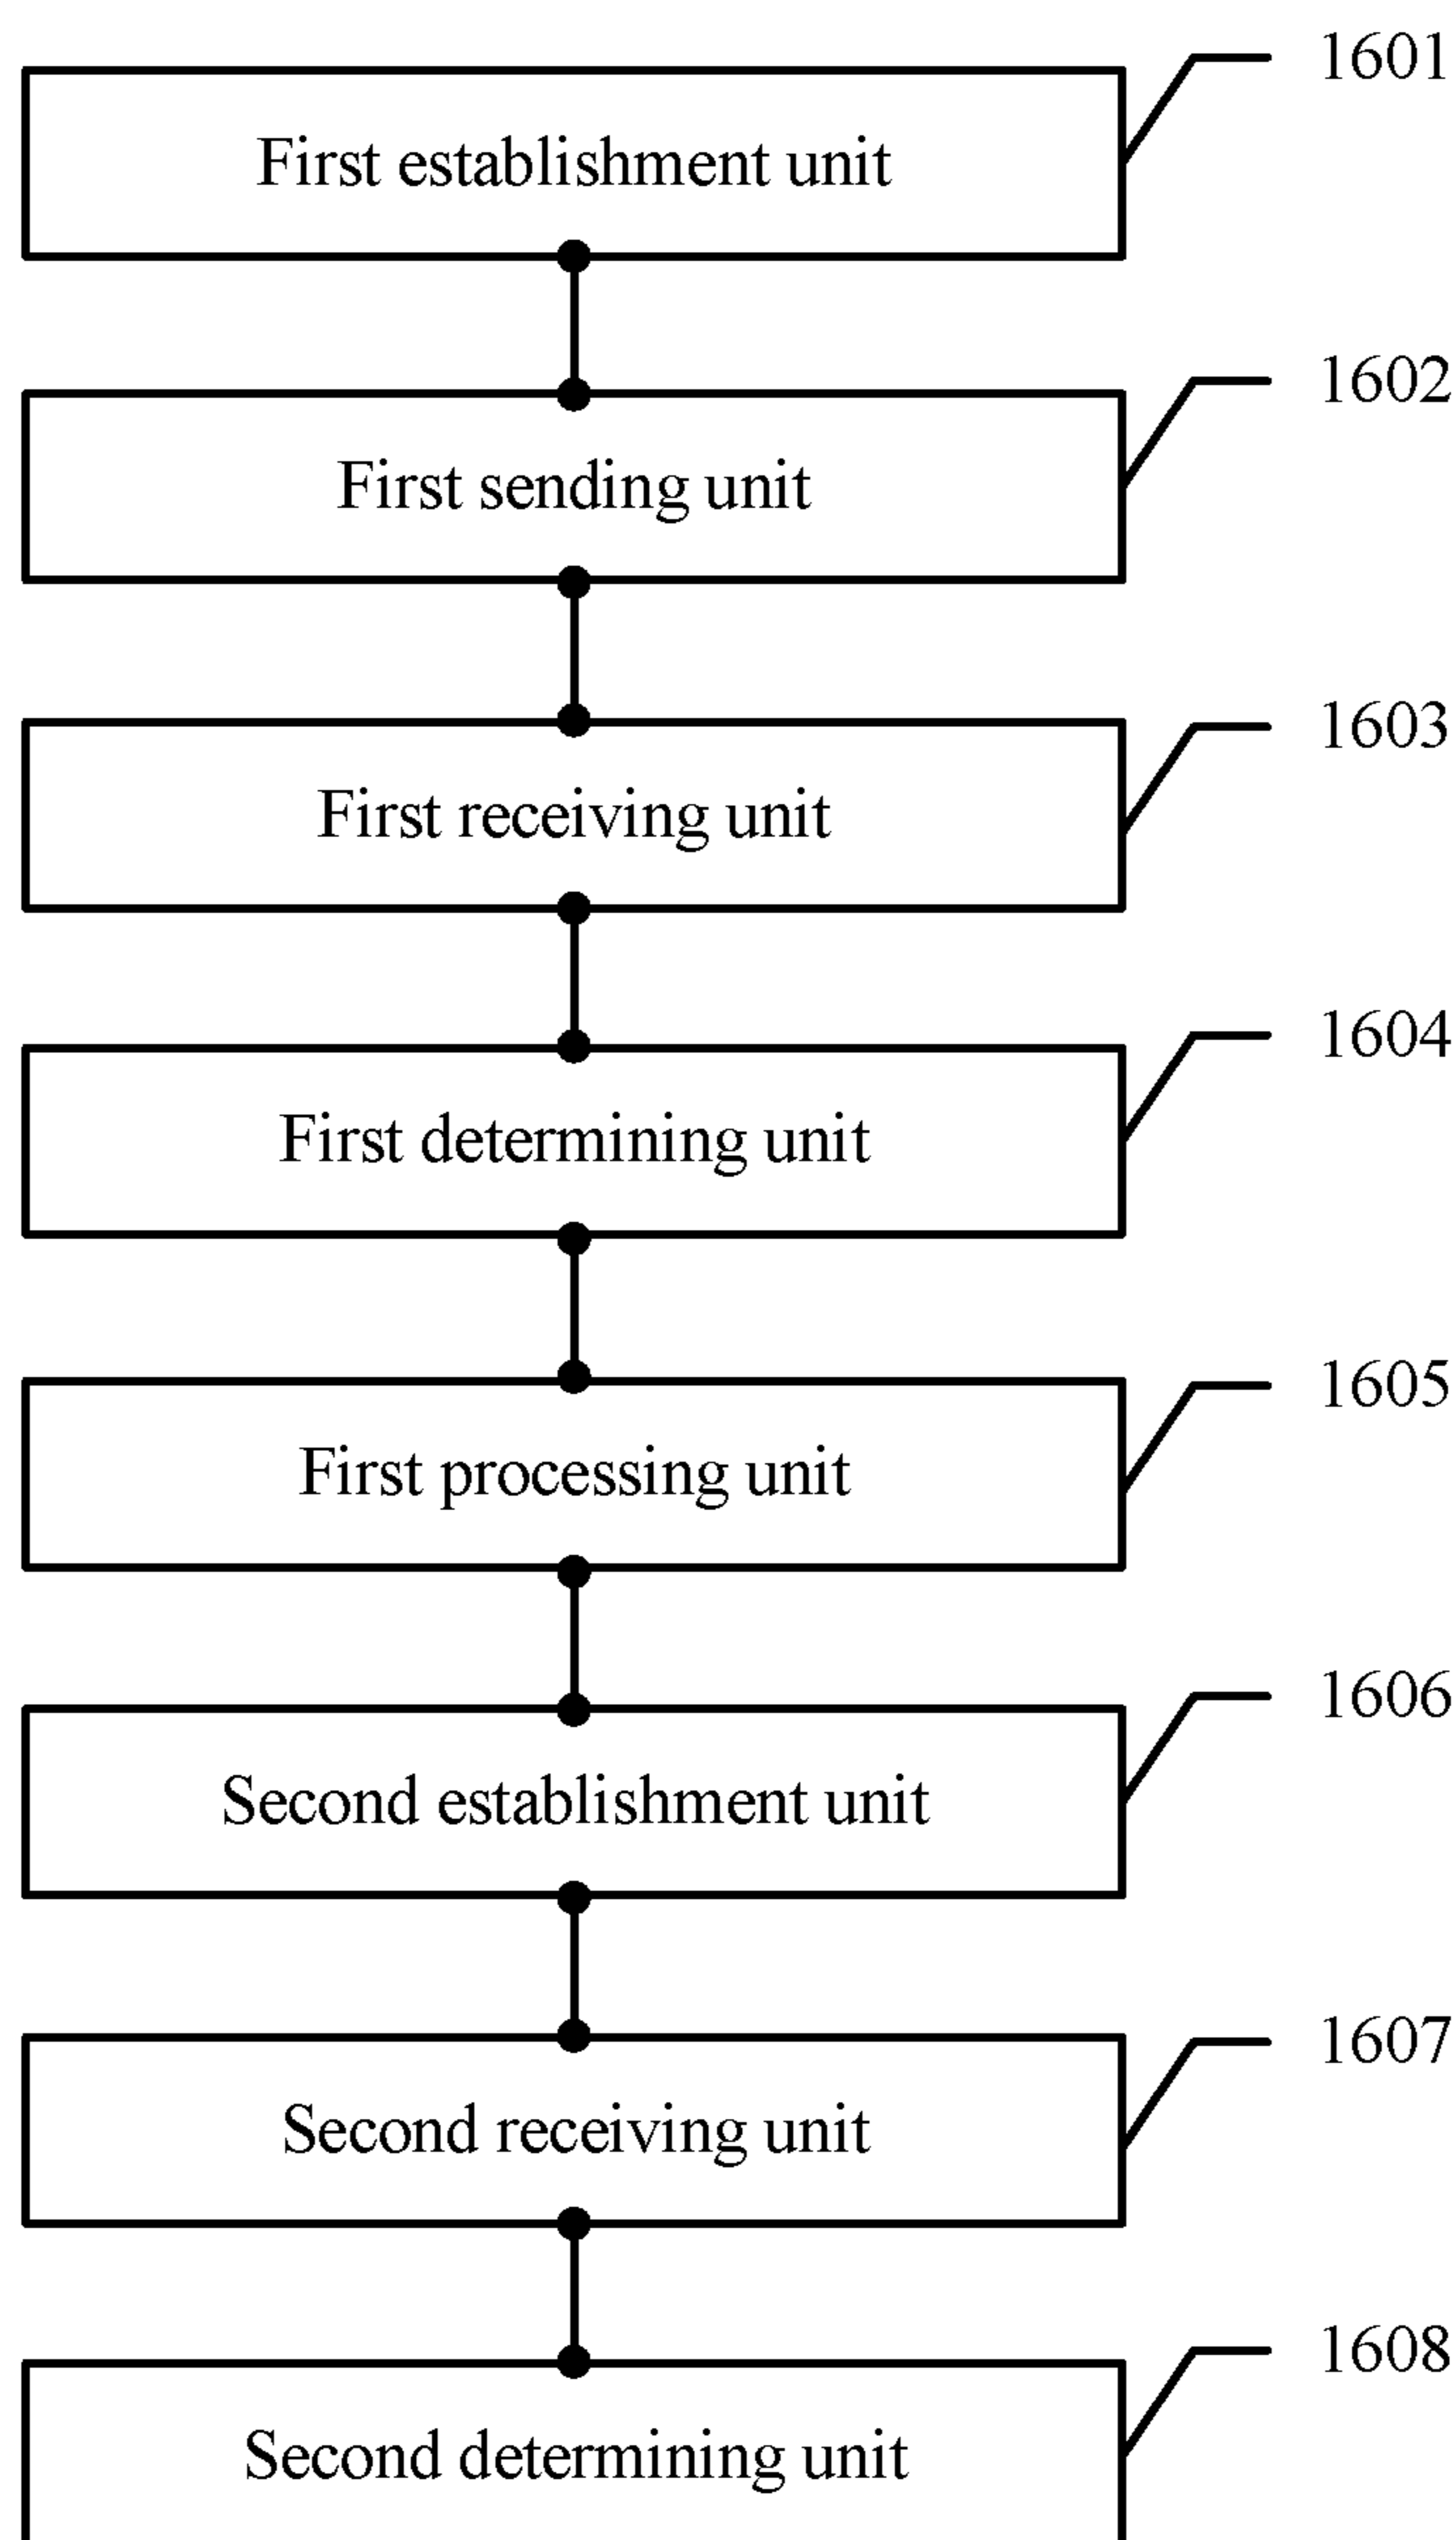 1601
First establishment unit
1602
First sending unit
1603
First receiving unit
1604
First determining unit
1605
First processing unit
1606
Second establishment unit
1607
Second receiving unit
1608
Second determining unit